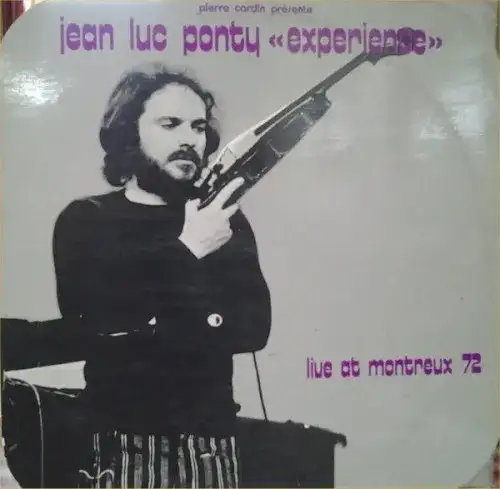 pierre cardin présente
jean luc ponty «experience»
live at montreux 72